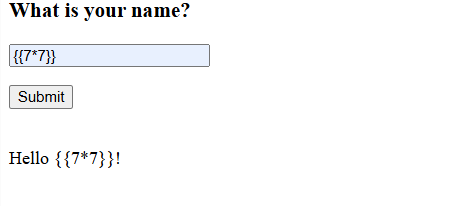 What is your name?
{{7*7}}
Submit
Hello {{7*7}}!